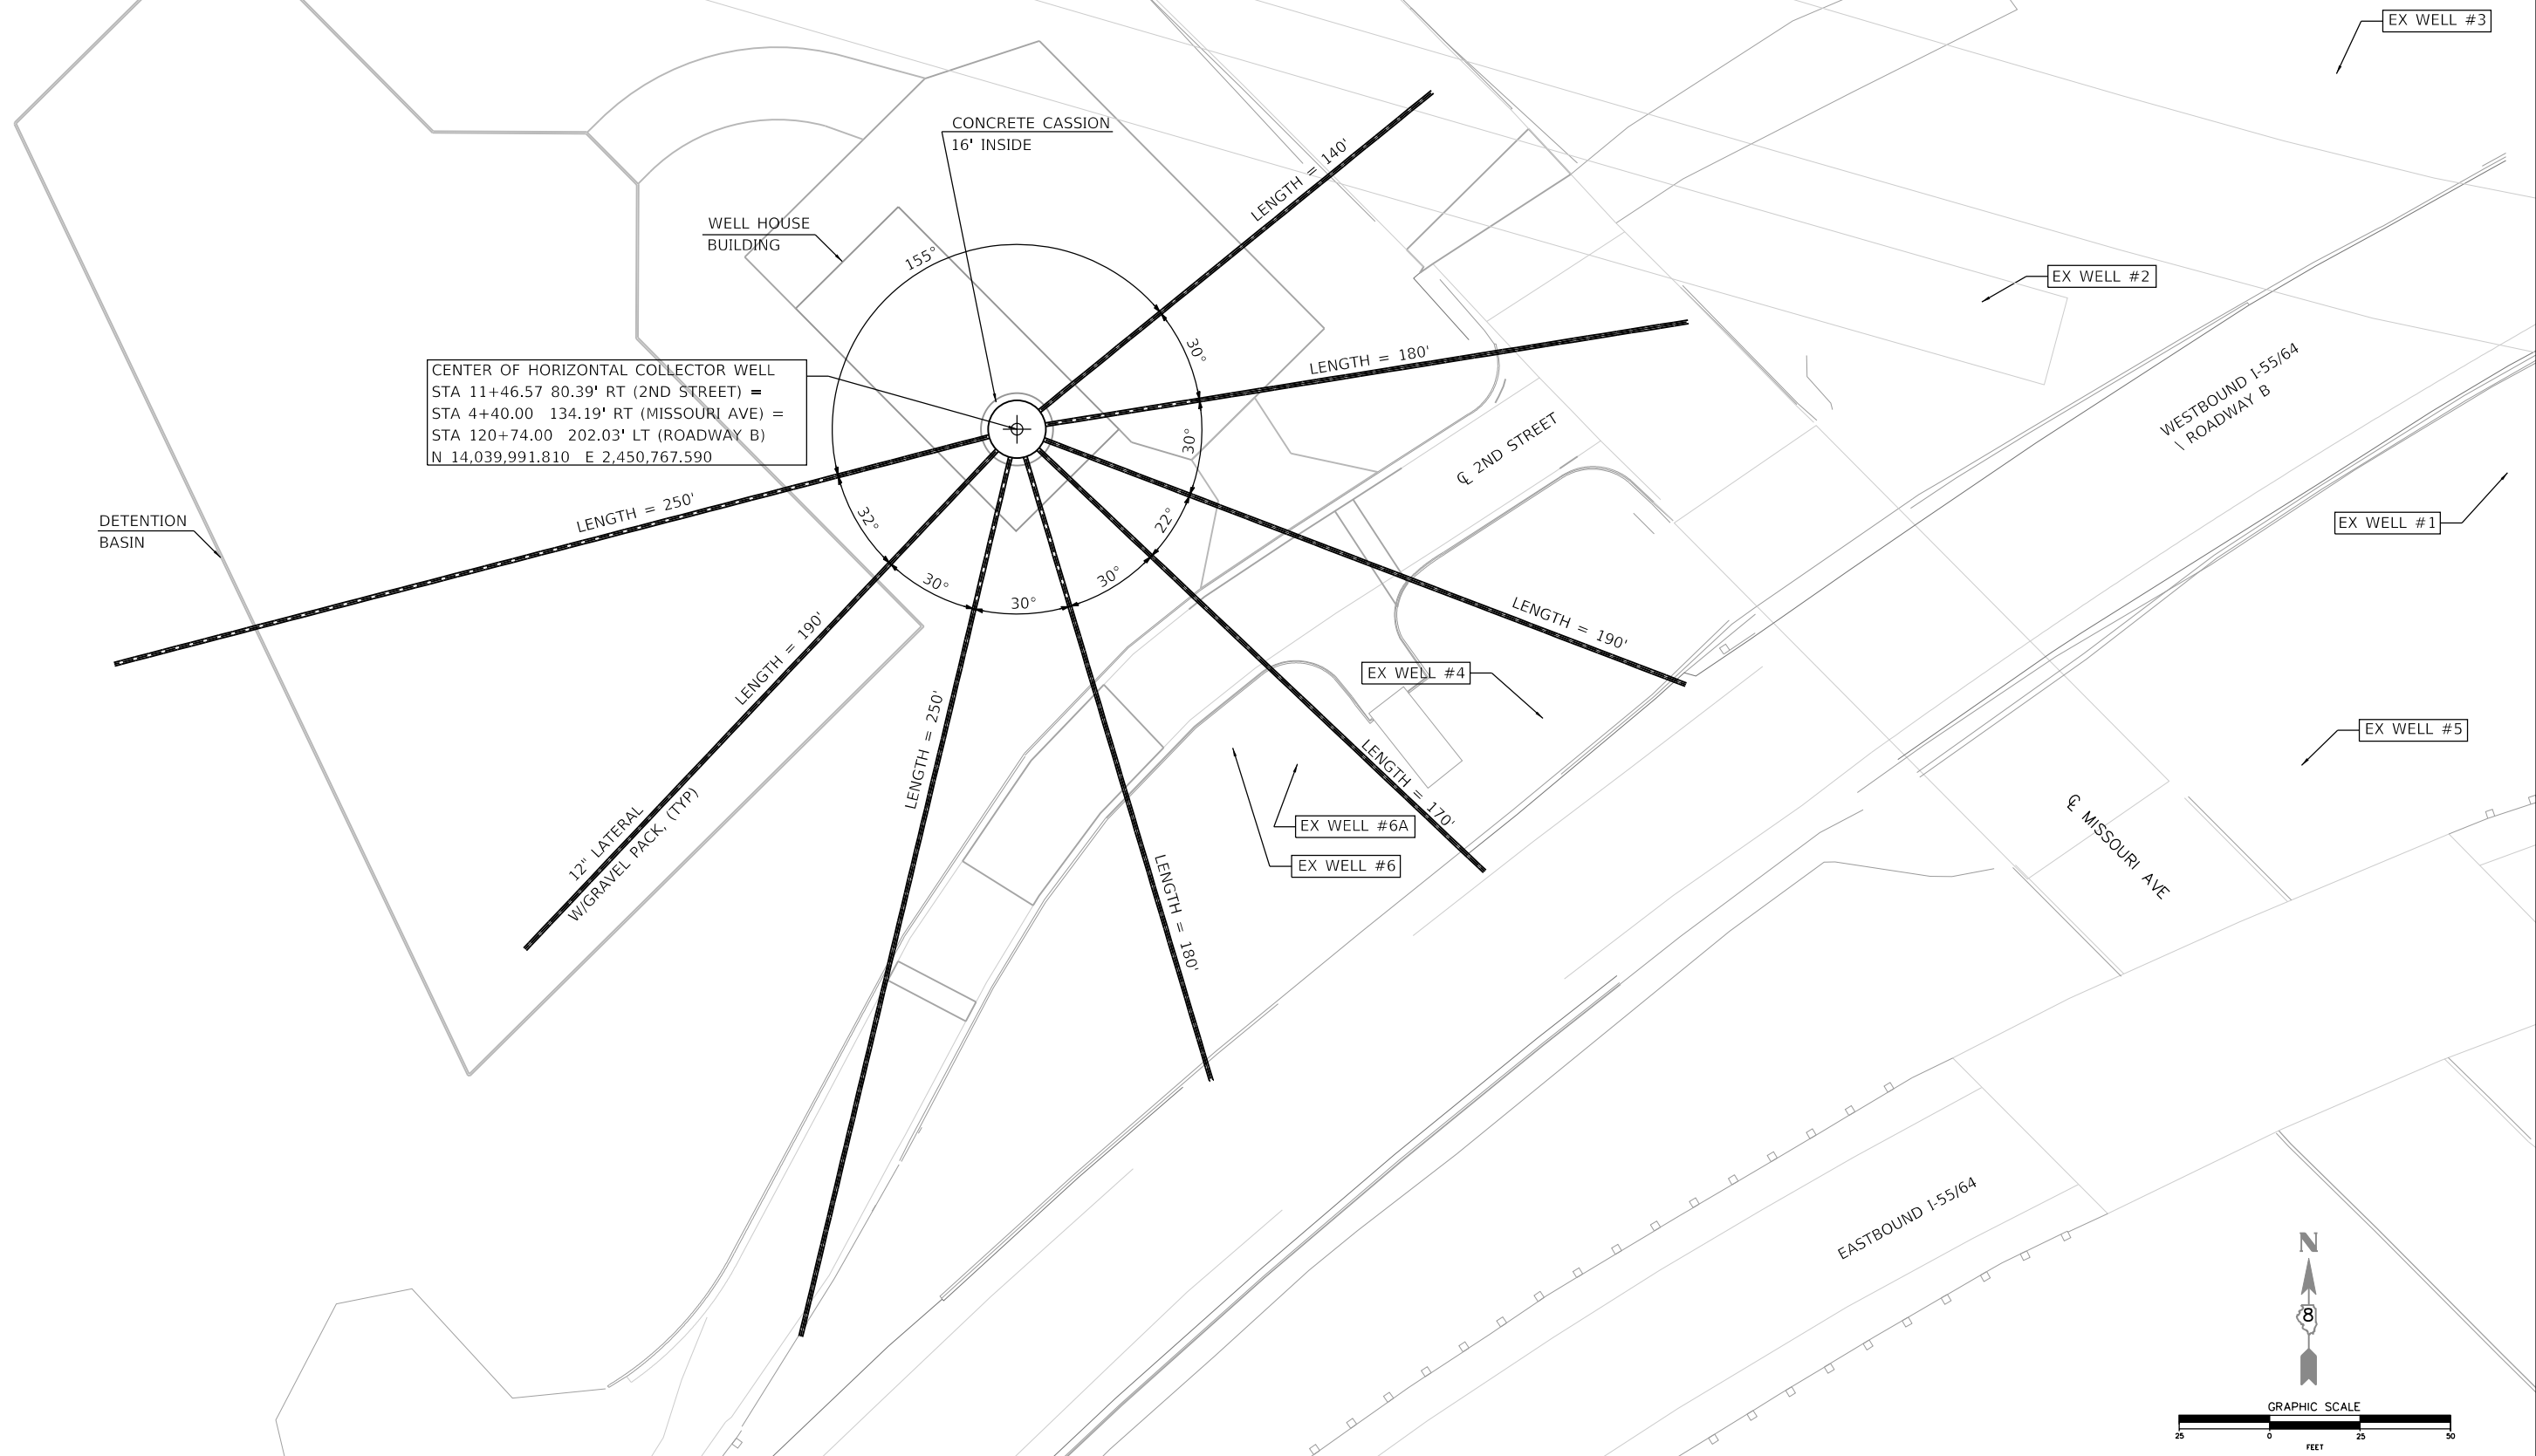 EX WELL #3
CONCRETE CASSION
16' INSIDE
LENGTH = 140'
WELL HOUSE
BUILDING
155°
EX WELL #2
30°
LENGTH = 180'
CENTER OF HORIZONTAL COLLECTOR WELL
STA 11+46.57 80.39' RT (2ND STREET) =
STA 4+40.00 134.19' RT (MISSOURI AVE) =
STA 120+74.00 202.03' LT (ROADWAY B)
N 14,039,991.810 E 2,450,767.590
WESTBOUND I-55/64
\ ROADWAY B
30°
℄ 2ND STREET
LENGTH = 250'
DETENTION
BASIN
32°
22°
EX WELL #1
30°
30°
30°
LENGTH = 190'
LENGTH = 190'
EX WELL #4
LENGTH = 250'
EX WELL #5
LENGTH = 170'
EX WELL #6A
EX WELL #6
12" LATERAL
W/GRAVEL PACK, (TYP)
℄ MISSOURI AVE
LENGTH = 180'
EASTBOUND I-55/64
N
8
GRAPHIC SCALE
25 0 25 50
FEET